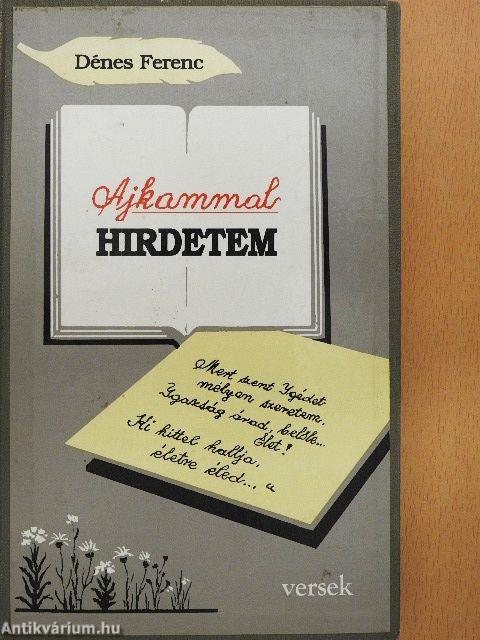 Dénes Ferenc
Ajkammal
HIRDETEM
Mert szent Igédet
mélyen szeretem.
Igazság árad, belőle...
Élet!
Ki hittel hallja,
életre éled...
versek
Antikvárium.hu